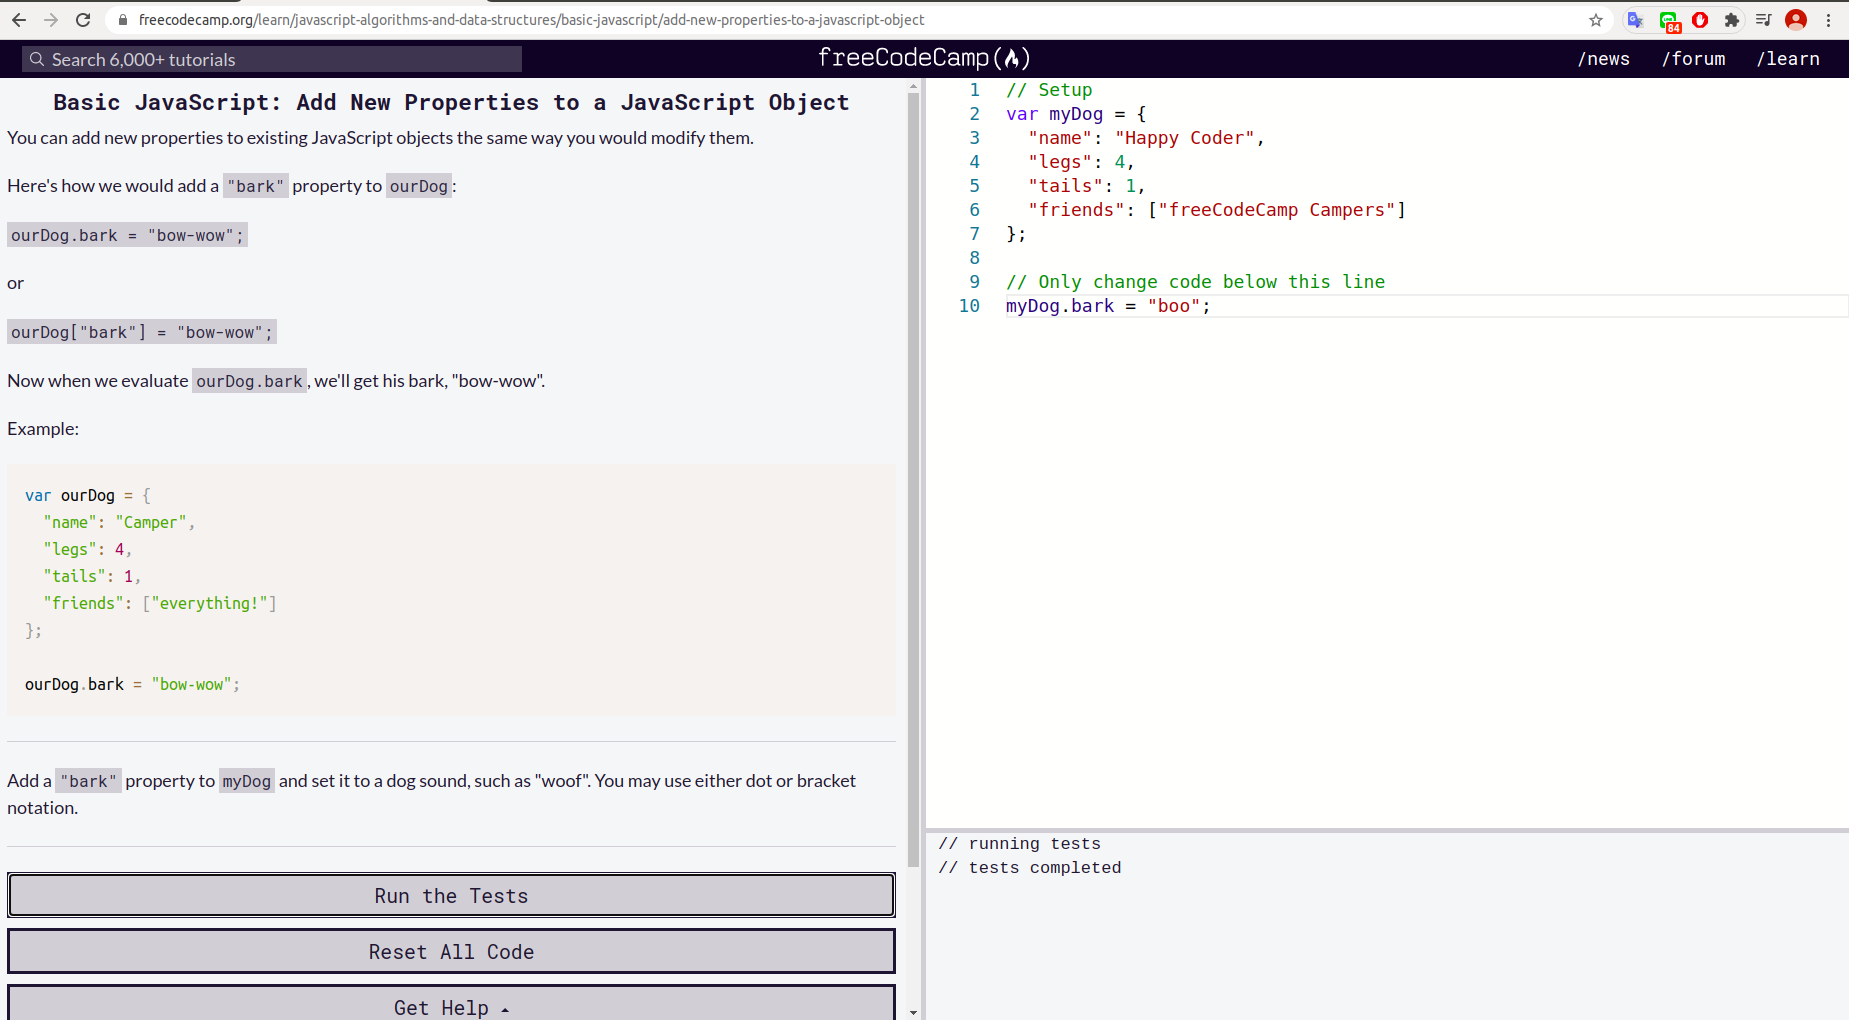 freecodecamp.org/learn/javascript-algorithms-and-data-structures/basic-javascript/add-new-properties-to-a-javascript-object
84
Search 6,000+ tutorials
freeCodeCamp
/news /forum /learn
Basic JavaScript: Add New Properties to a JavaScript Object
You can add new properties to existing JavaScript objects the same way you would modify them.
Here's how we would add a "bark" property to ourDog:
ourDog.bark = "bow-wow";
or
ourDog["bark"] = "bow-wow";
Now when we evaluate ourDog.bark, we'll get his bark, "bow-wow".
Example:
var ourDog = {
"name": "Camper",
"legs": 4,
"tails": 1,
"friends": ["everything!"]
};
ourDog.bark = "bow-wow";
Add a "bark" property to myDog and set it to a dog sound, such as "woof". You may use either dot or bracket
notation.
Run the Tests
Reset All Code
Get Help
1 // Setup
2 var myDog = {
3 "name": "Happy Coder",
4 "legs": 4,
5 "tails": 1,
6 "friends": ["freeCodeCamp Campers"]
7 };
8
9 // Only change code below this line
10 myDog.bark = "boo";
// running tests
// tests completed